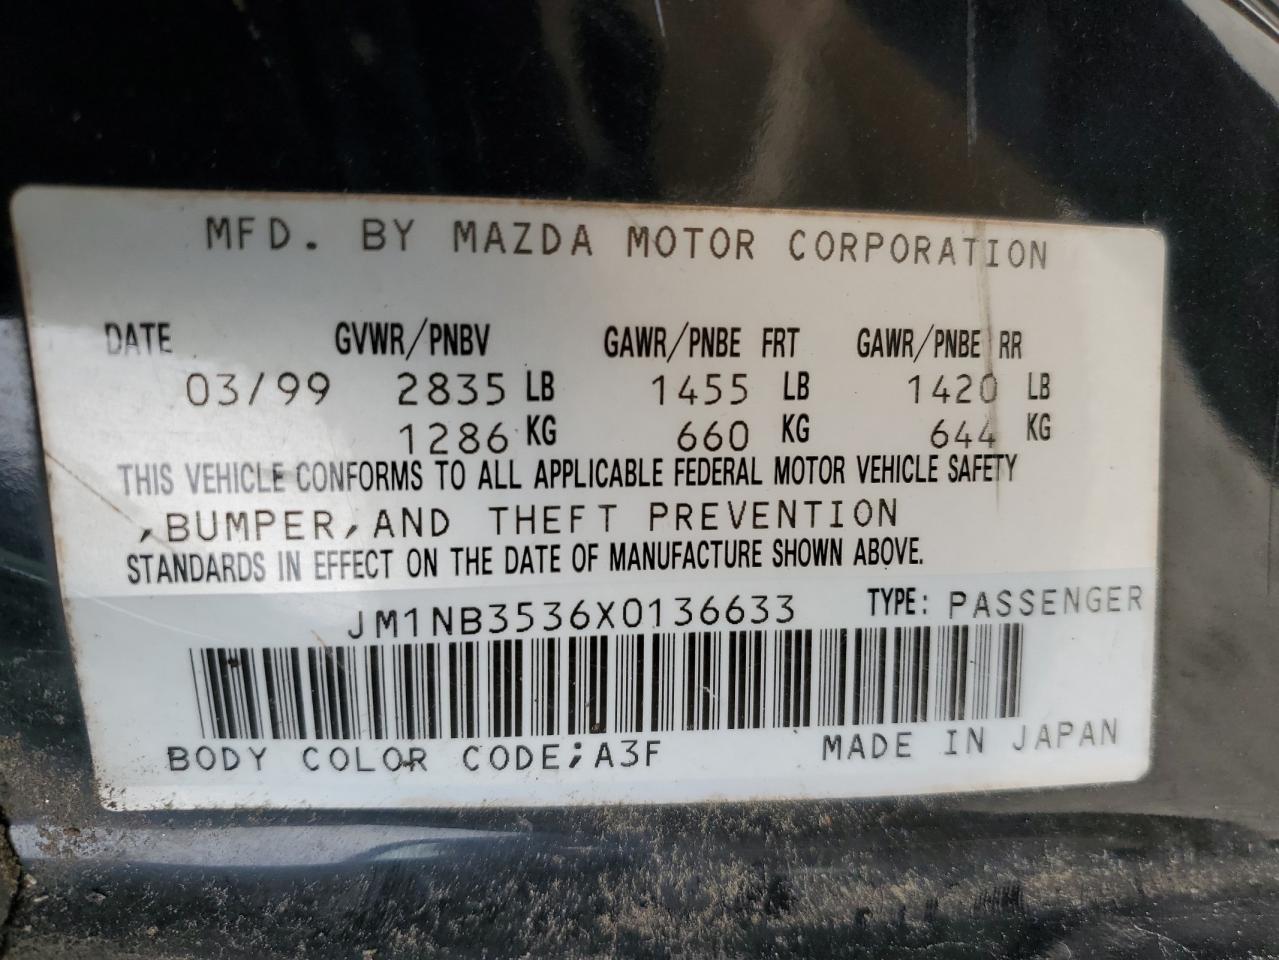 MFD. BY MAZDA MOTOR CORPORATION
DATE GVWR/PNBV GAWR/PNBE FRT GAWR/PNBE RR
03/99 2835 LB 1455 LB 1420 LB
1286 KG 660 KG 644 KG
THIS VEHICLE CONFORMS TO ALL APPLICABLE FEDERAL MOTOR VEHICLE SAFETY
,BUMPER,AND THEFT PREVENTION
STANDARDS IN EFFECT ON THE DATE OF MANUFACTURE SHOWN ABOVE.
JM1NB3536X0136633 TYPE: PASSENGER
BODY COLOR CODE;A3F MADE IN JAPAN